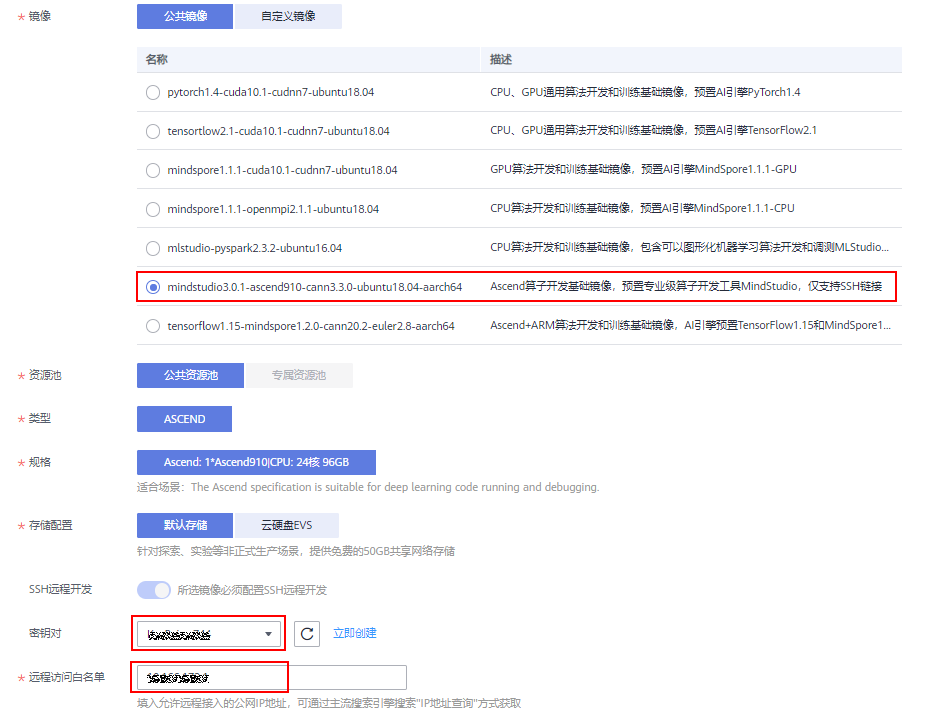 * 镜像 公共镜像 自定义镜像
名称 描述
pytorch1.4-cuda10.1-cudnn7-ubuntu18.04 CPU、GPU通用算法开发和训练基础镜像，预置AI引擎PyTorch1.4
tensortlow2.1-cuda10.1-cudnn7-ubuntu18.04 CPU、GPU通用算法开发和训练基础镜像，预置AI引擎TensorFlow2.1
mindspore1.1.1-cuda10.1-cudnn7-ubuntu18.04 GPU算法开发和训练基础镜像，预置AI引擎MindSpore1.1.1-GPU
mindspore1.1.1-openmpi2.1.1-ubuntu18.04 CPU算法开发和训练基础镜像，预置AI引擎MindSpore1.1.1-CPU
mlstudio-pyspark2.3.2-ubuntu16.04 CPU算法开发和训练基础镜像，包含可以图形化机器学习算法开发和调测MLStudio...
mindstudio3.0.1-ascend910-cann3.3.0-ubuntu18.04-aarch64 Ascend算子开发基础镜像，预置专业级算子开发工具MindStudio，仅支持SSH链接
tensorflow1.15-mindspore1.2.0-cann20.2-euler2.8-aarch64 Ascend+ARM算法开发和训练基础镜像，AI引擎预置TensorFlow1.15和MindSpore1...
* 资源池 公共资源池 专属资源池
* 类型 ASCEND
* 规格 Ascend: 1*Ascend910|CPU: 24核 96GB
适合场景：The Ascend specification is suitable for deep learning code running and debugging.
* 存储配置 默认存储 云硬盘EVS
针对探索、实验等非正式生产场景，提供免费的50GB共享网络存储
SSH远程开发 所选镜像必须配置SSH远程开发
密钥对 立即创建
* 远程访问白名单
填入允许远程接入的公网IP地址，可通过主流搜索引擎搜索"IP地址查询"方式获取